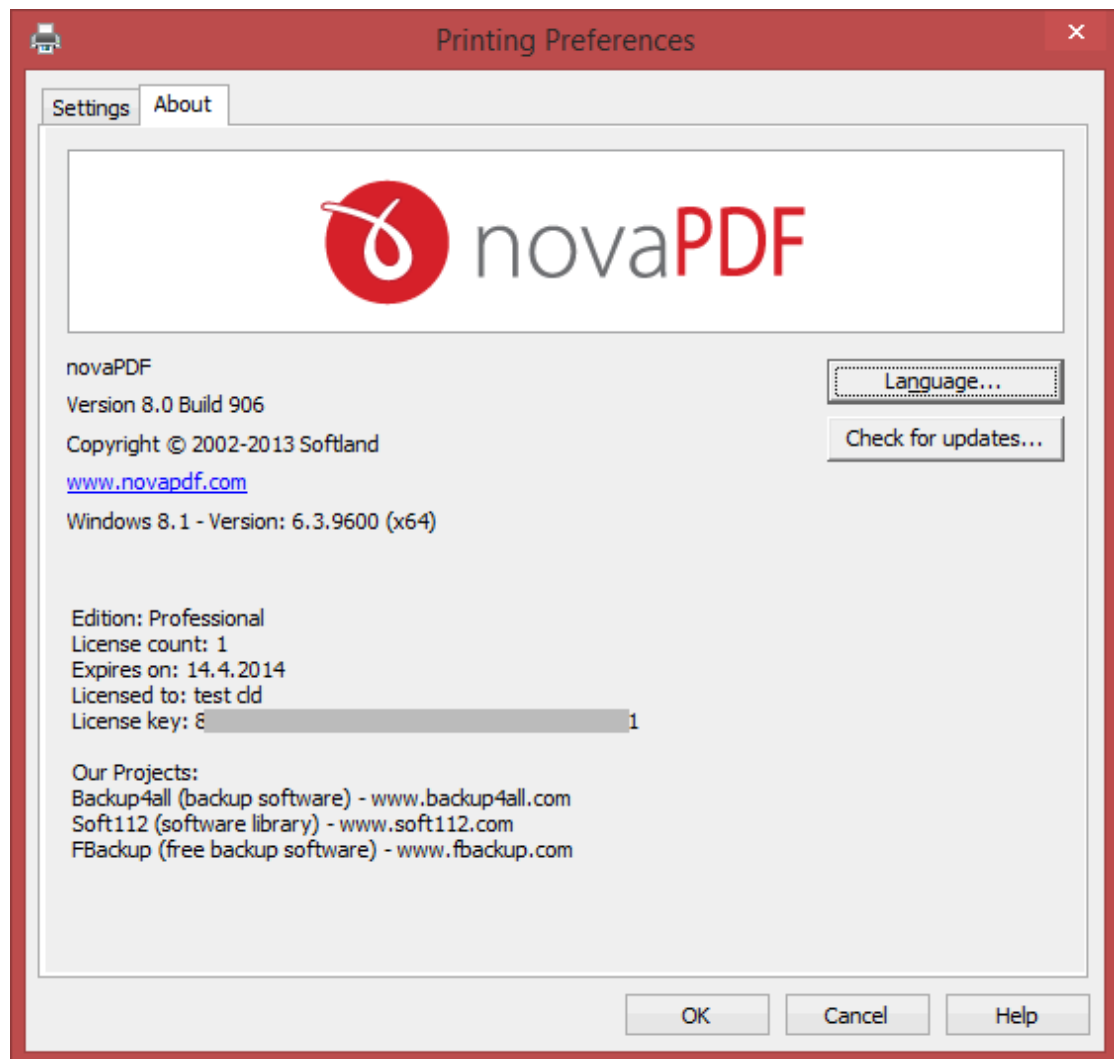 Printing Preferences
Settings
About
novaPDF
novaPDF
Version 8.0 Build 906
Copyright © 2002-2013 Softland
www.novapdf.com
Windows 8.1 - Version: 6.3.9600 (x64)
Language...
Check for updates...
Edition: Professional
License count: 1
Expires on: 14.4.2014
Licensed to: test cld
License key: 8 1
Our Projects:
Backup4all (backup software) - www.backup4all.com
Soft112 (software library) - www.soft112.com
FBackup (free backup software) - www.fbackup.com
OK
Cancel
Help